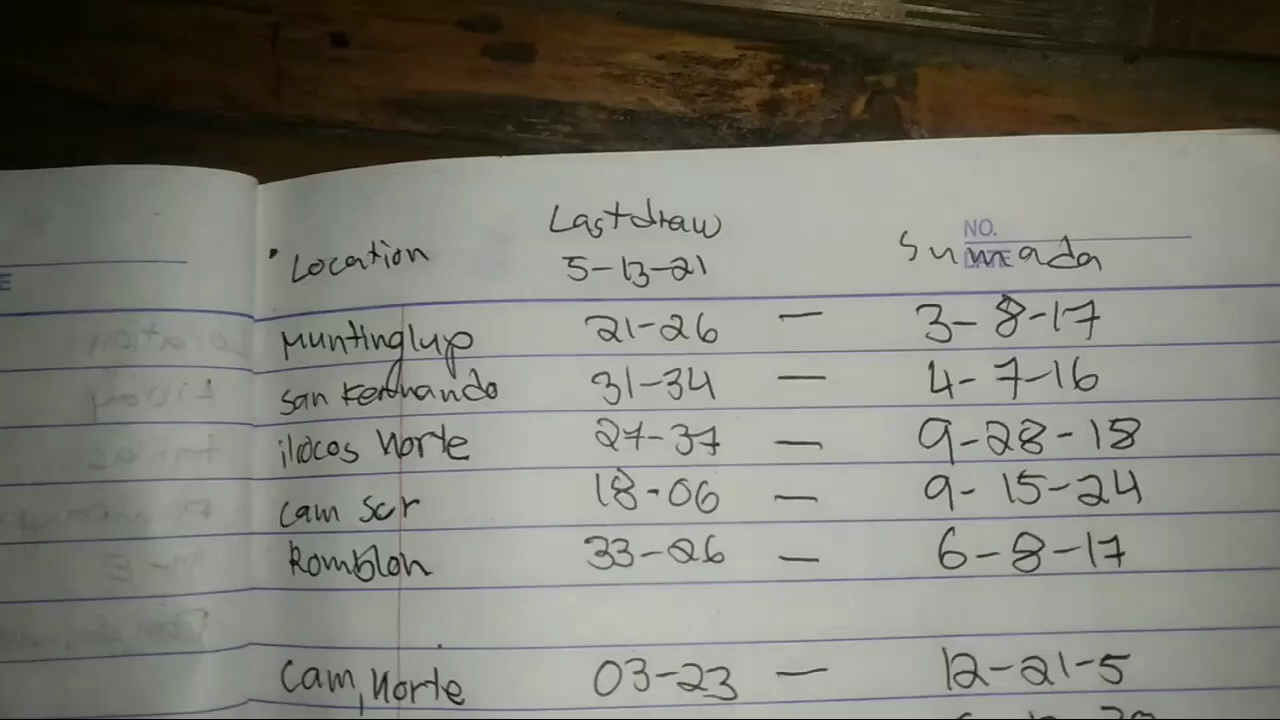 Lastdraw
NO.
• Location 5-13-21 Sumada
Muntinglup 21-26 — 3-8-17
san Fernando 31-34 — 4-7-16
ilocos Norte 27-37 — 9-28-18
cam sur 18-06 — 9-15-24
Romblon 33-26 — 6-8-17
Cam, Norte 03-23 — 12-21-5